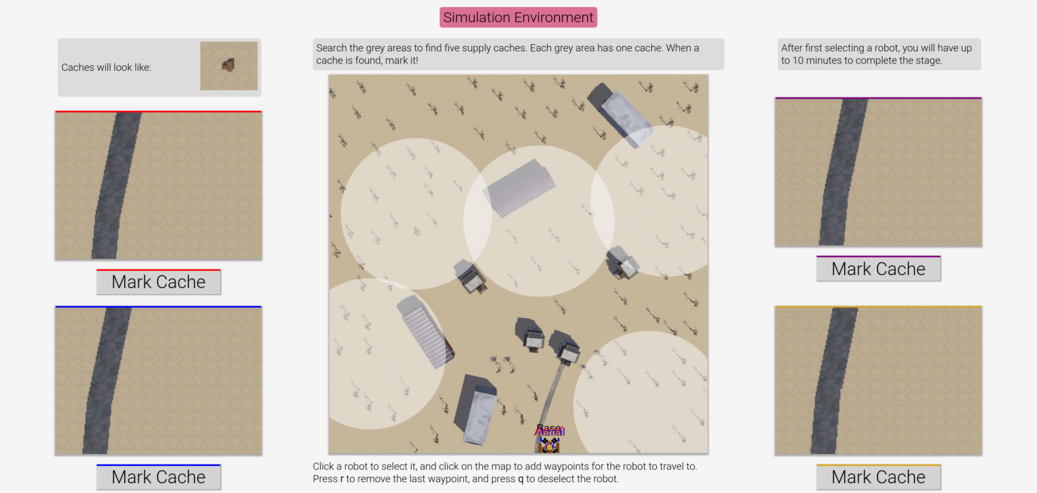 Simulation Environment
Caches will look like:
Search the grey areas to find five supply caches. Each grey area has one cache. When a
cache is found, mark it!
After first selecting a robot, you will have up
to 10 minutes to complete the stage.
Mark Cache
Mark Cache
Base
Aerial
Mark Cache
Mark Cache
Click a robot to select it, and click on the map to add waypoints for the robot to travel to.
Press r to remove the last waypoint, and press q to deselect the robot.